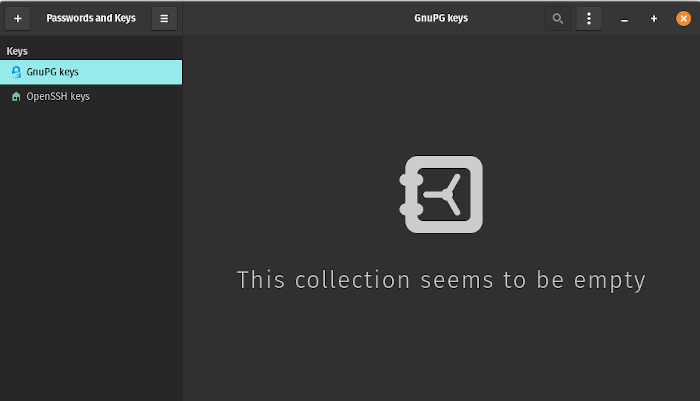 Passwords and Keys
GnuPG keys
Keys
GnuPG keys
OpenSSH keys
This collection seems to be empty